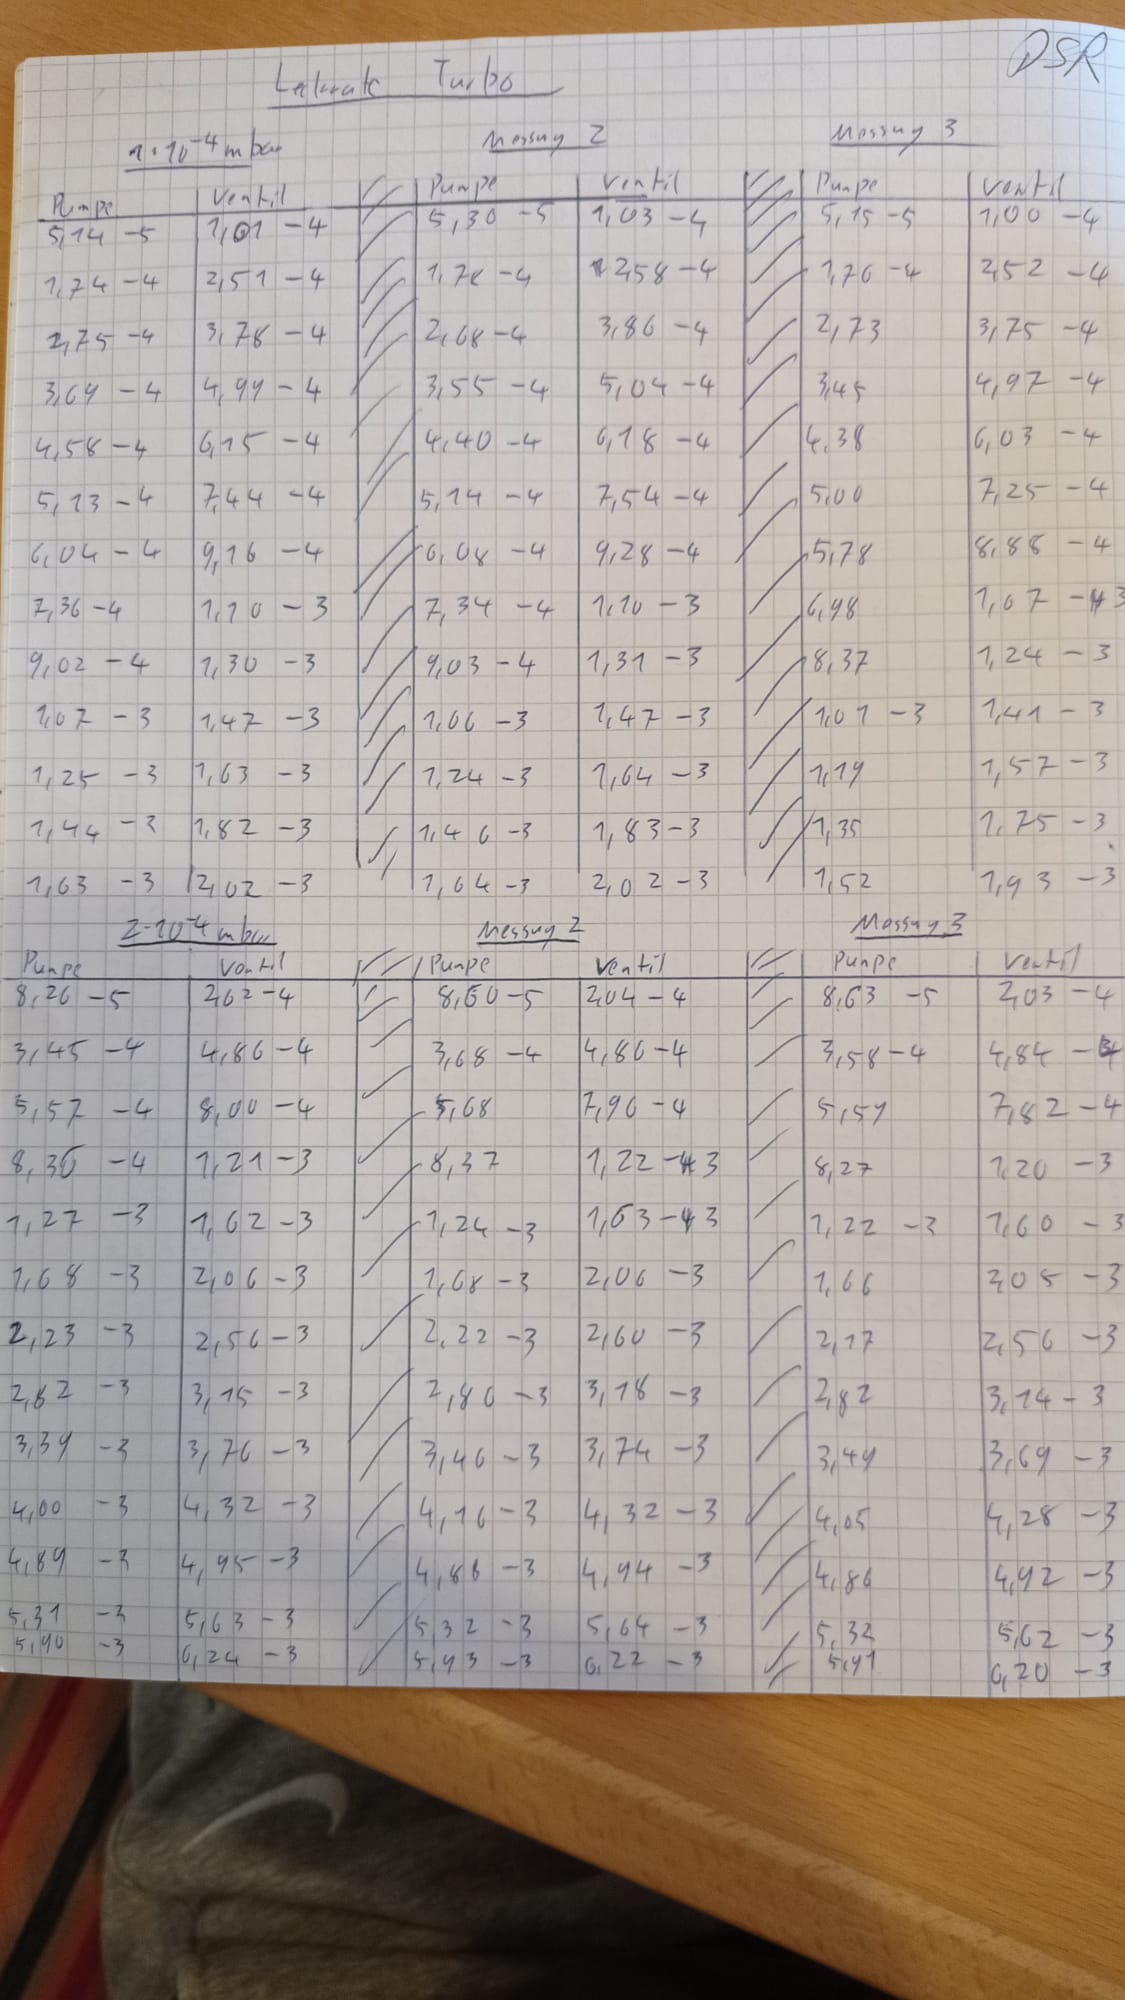 DSR
Leckrate Turbo
1·10⁻⁴ mbar Messung 2 Messung 3
Pumpe Ventil Pumpe Ventil Pumpe Ventil
5,14 -5 1,01 -4 5,30 -5 1,03 -4 5,15 -5 1,00 -4
1,74 -4 2,51 -4 -4 2,58 -4 1,70 -4 2,52 -4
2,75 -4 3,78 -4 2,68 -4 3,86 -4 2,73 3,75 -4
3,69 -4 4,99 -4 3,55 -4 5,04 -4 3,45 4,97 -4
4,58 -4 6,15 -4 4,40 -4 6,18 -4 4,38 6,03 -4
5,13 -4 7,44 -4 5,14 -4 7,54 -4 5,00 7,25 -4
6,04 -4 9,16 -4 6,08 -4 9,28 -4 5,78 8,88 -4
7,36 -4 1,10 -3 7,34 -4 1,10 -3 6,98 1,07 -3
9,02 -4 1,30 -3 9,03 -4 1,31 -3 8,37 1,24 -3
1,07 -3 1,47 -3 1,06 -3 1,47 -3 1,01 -3 1,41 -3
1,25 -3 1,63 -3 1,24 -3 1,64 -3 1,19 1,57 -3
1,44 -3 1,82 -3 1,46 -3 1,83 -3 1,35 1,75 -3
1,63 -3 2,02 -3 1,64 -3 2,02 -3 1,52 1,93 -3
2·10⁻⁴ mbar Messung 2 Messung 3
Pumpe Ventil Pumpe Ventil Pumpe Ventil
8,26 -5 2,02 -4 8,60 -5 2,04 -4 8,63 -5 2,03 -4
3,45 -4 4,86 -4 3,68 -4 4,86 -4 3,58 -4 4,84 -4
5,57 -4 8,00 -4 5,68 7,96 -4 5,59 7,82 -4
8,36 -4 1,21 -3 8,37 1,22 -3 8,27 1,20 -3
1,27 -3 1,62 -3 1,24 -3 1,63 -3 1,22 -3 1,60 -3
1,68 -3 2,06 -3 1,68 -3 2,06 -3 1,66 2,05 -3
2,23 -3 2,56 -3 2,22 -3 2,60 -3 2,17 2,56 -3
2,82 -3 3,15 -3 2,80 -3 3,18 -3 2,82 3,14 -3
3,39 -3 3,76 -3 3,46 -3 3,74 -3 3,49 3,69 -3
4,00 -3 4,32 -3 4,16 -3 4,32 -3 4,05 4,28 -3
4,89 -3 4,95 -3 4,88 -3 4,94 -3 4,86 4,92 -3
5,31 -3 5,63 -3 5,32 -3 5,64 -3 5,32 5,62 -3
5,90 -3 6,24 -3 5,93 -3 6,22 -3 5,91 6,20 -3